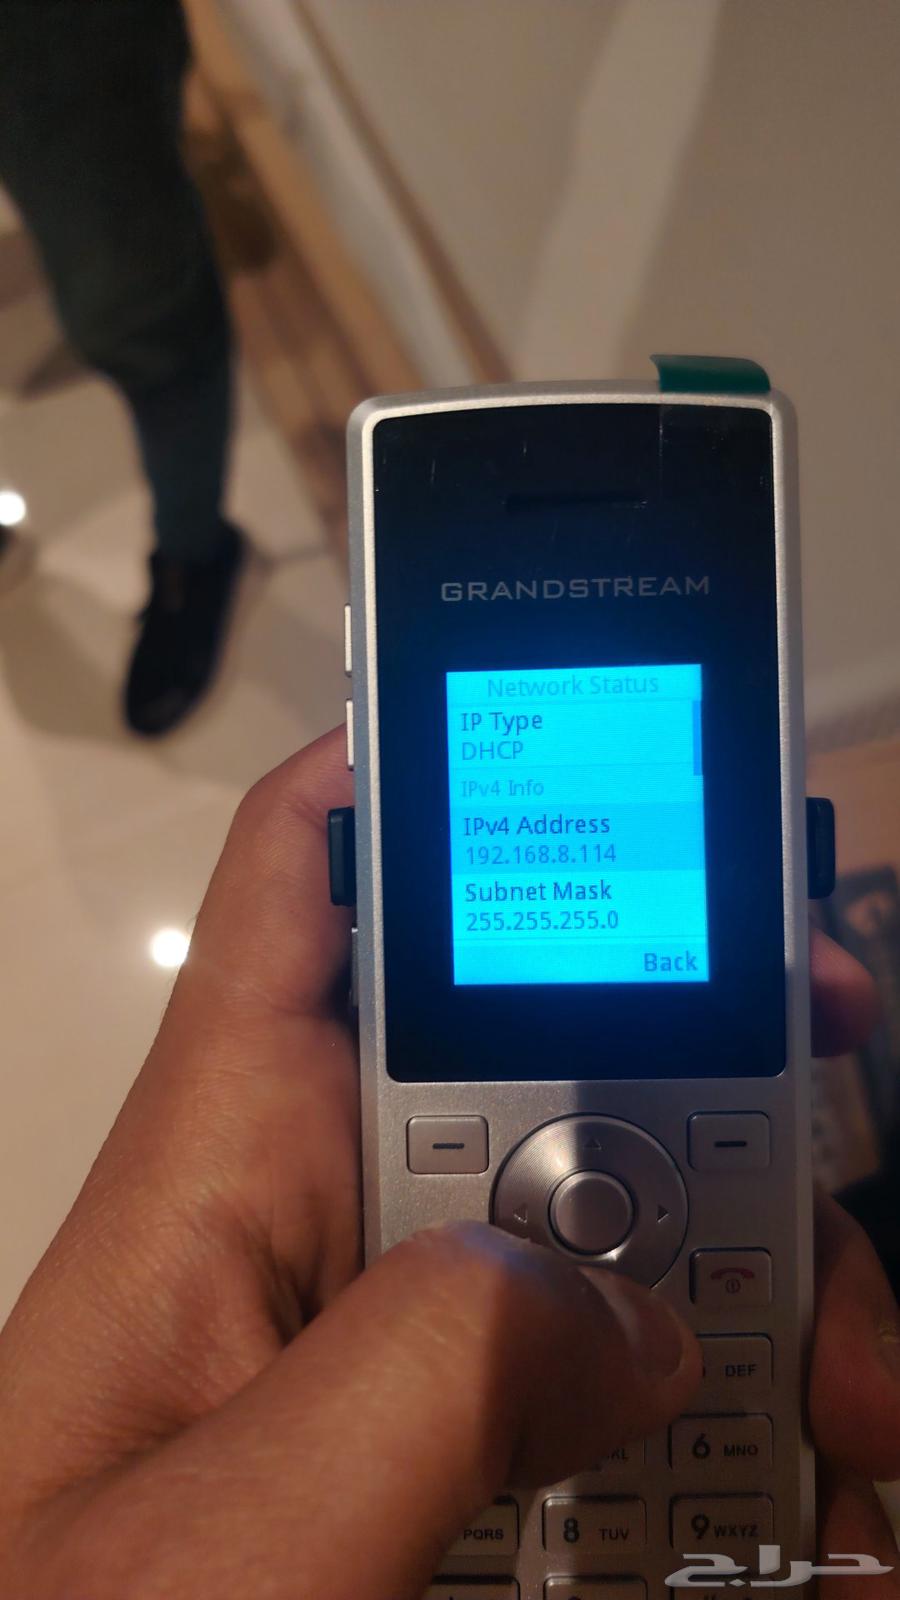 GRANDSTREAM
Network Status
IP Type
DHCP
IPv4 Info
IPv4 Address
192.168.8.114
Subnet Mask
255.255.255.0
Back
DEF
6 MNO
PQRS
8 TUV
9 WXYZ
حراج